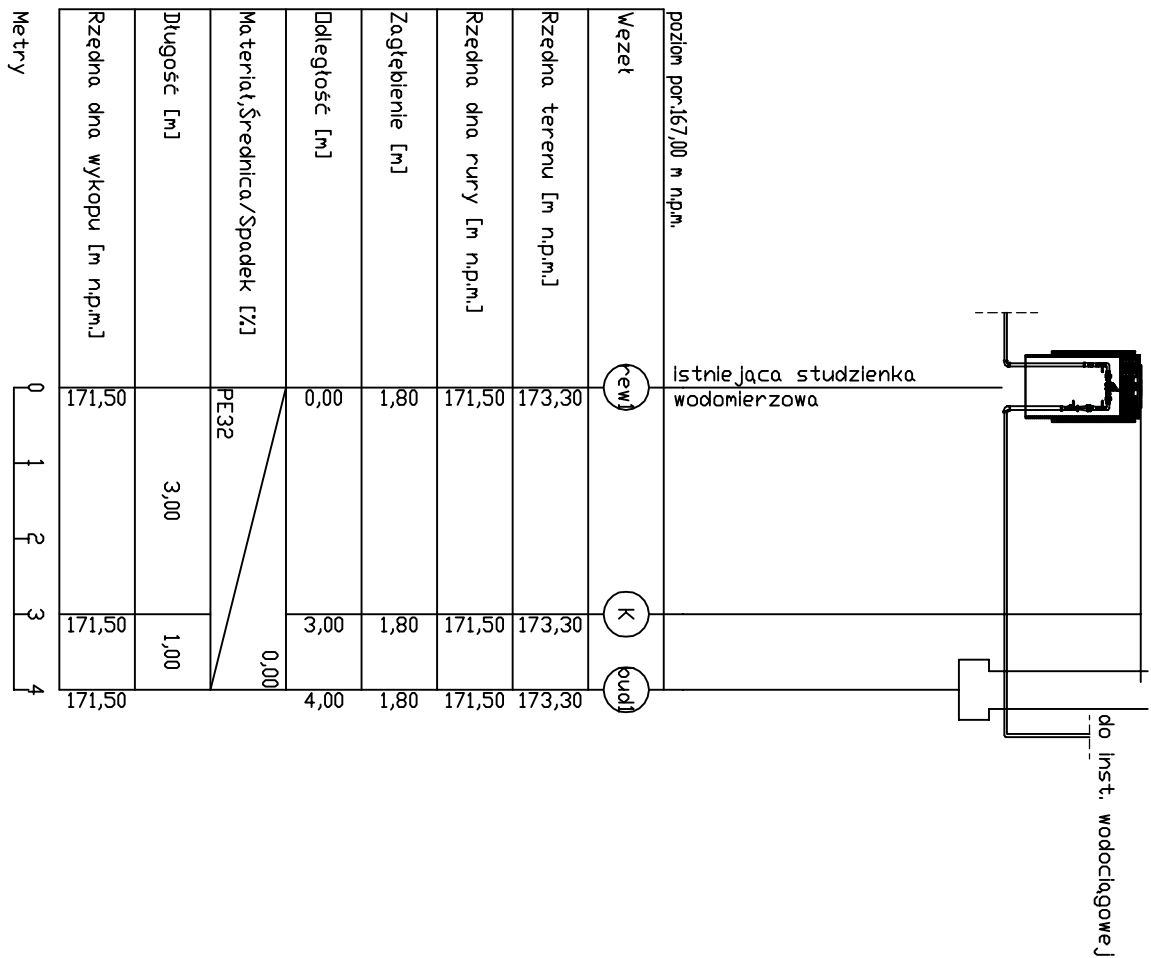 poziom por.167,00 m n.p.m.
Węzeł
Rzędna terenu [m n.p.m.]
Rzędna dna rury [m n.p.m.]
Zagłębienie [m]
Odległość [m]
Materiał,Średnica/Spadek [%]
Długość [m]
Rzędna dna wykopu [m n.p.m.]
Metry
istniejąca studzienka
wodomierzowa
rew1
173,30
171,50
1,80
0,00
PE32
171,50
0
1
2
3,00
K
173,30
171,50
1,80
3,00
171,50
3
1,00
0,00
bud1
173,30
171,50
1,80
4,00
171,50
4
do inst. wodociągowej